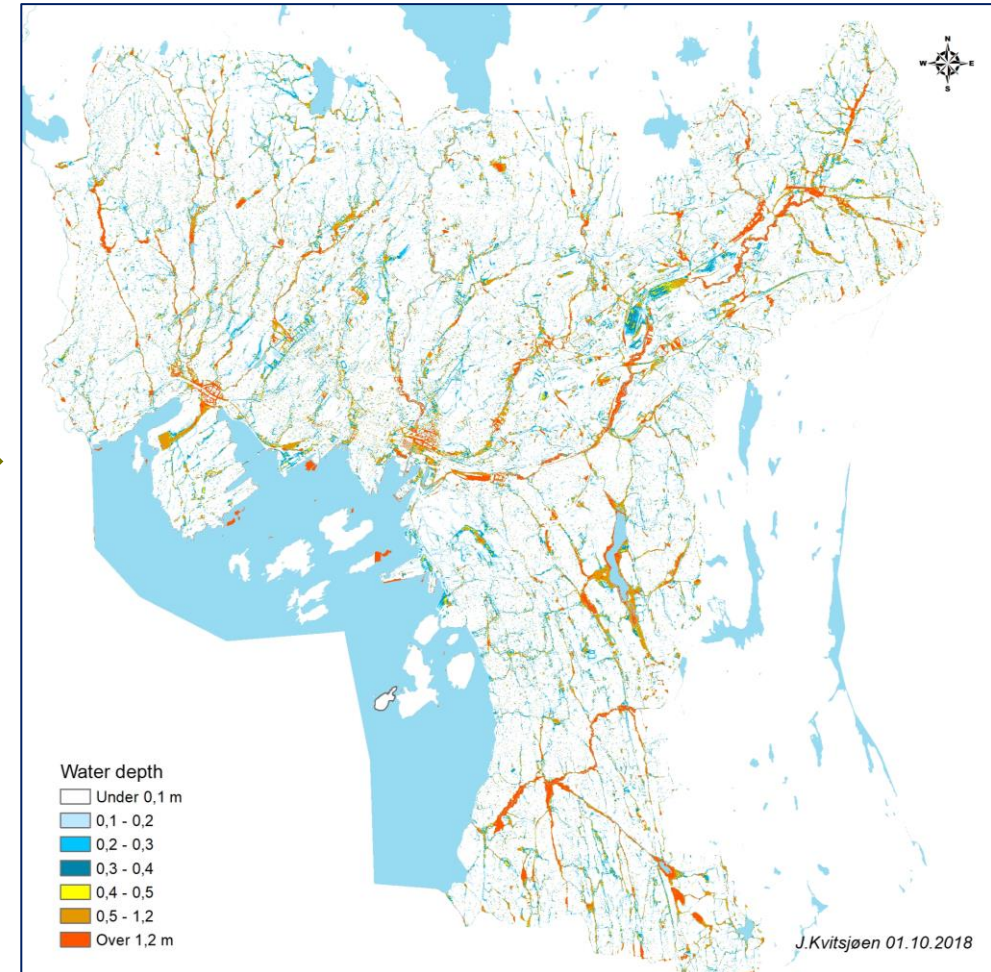 N
W E
S
Water depth
Under 0,1 m
0,1 - 0,2
0,2 - 0,3
0,3 - 0,4
0,4 - 0,5
0,5 - 1,2
Over 1,2 m
J.Kvitsjøen 01.10.2018